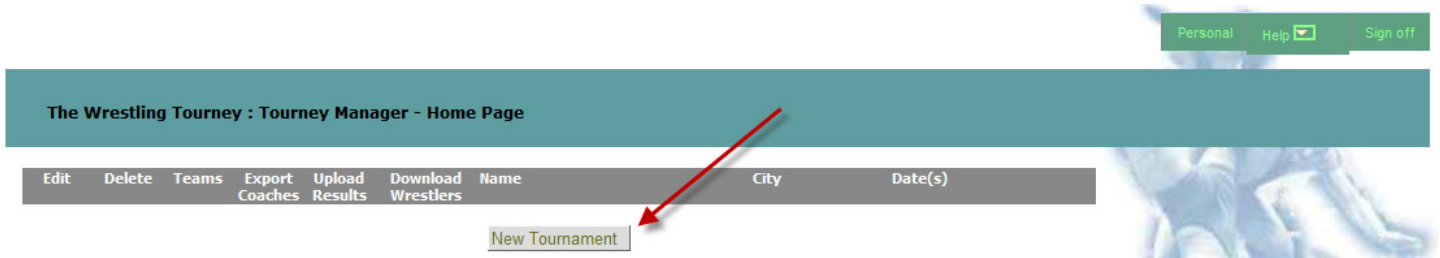 Personal Help Sign off
The Wrestling Tourney : Tourney Manager - Home Page
Edit Delete Teams Export Coaches Upload Results Download Wrestlers Name City Date(s)
New Tournament